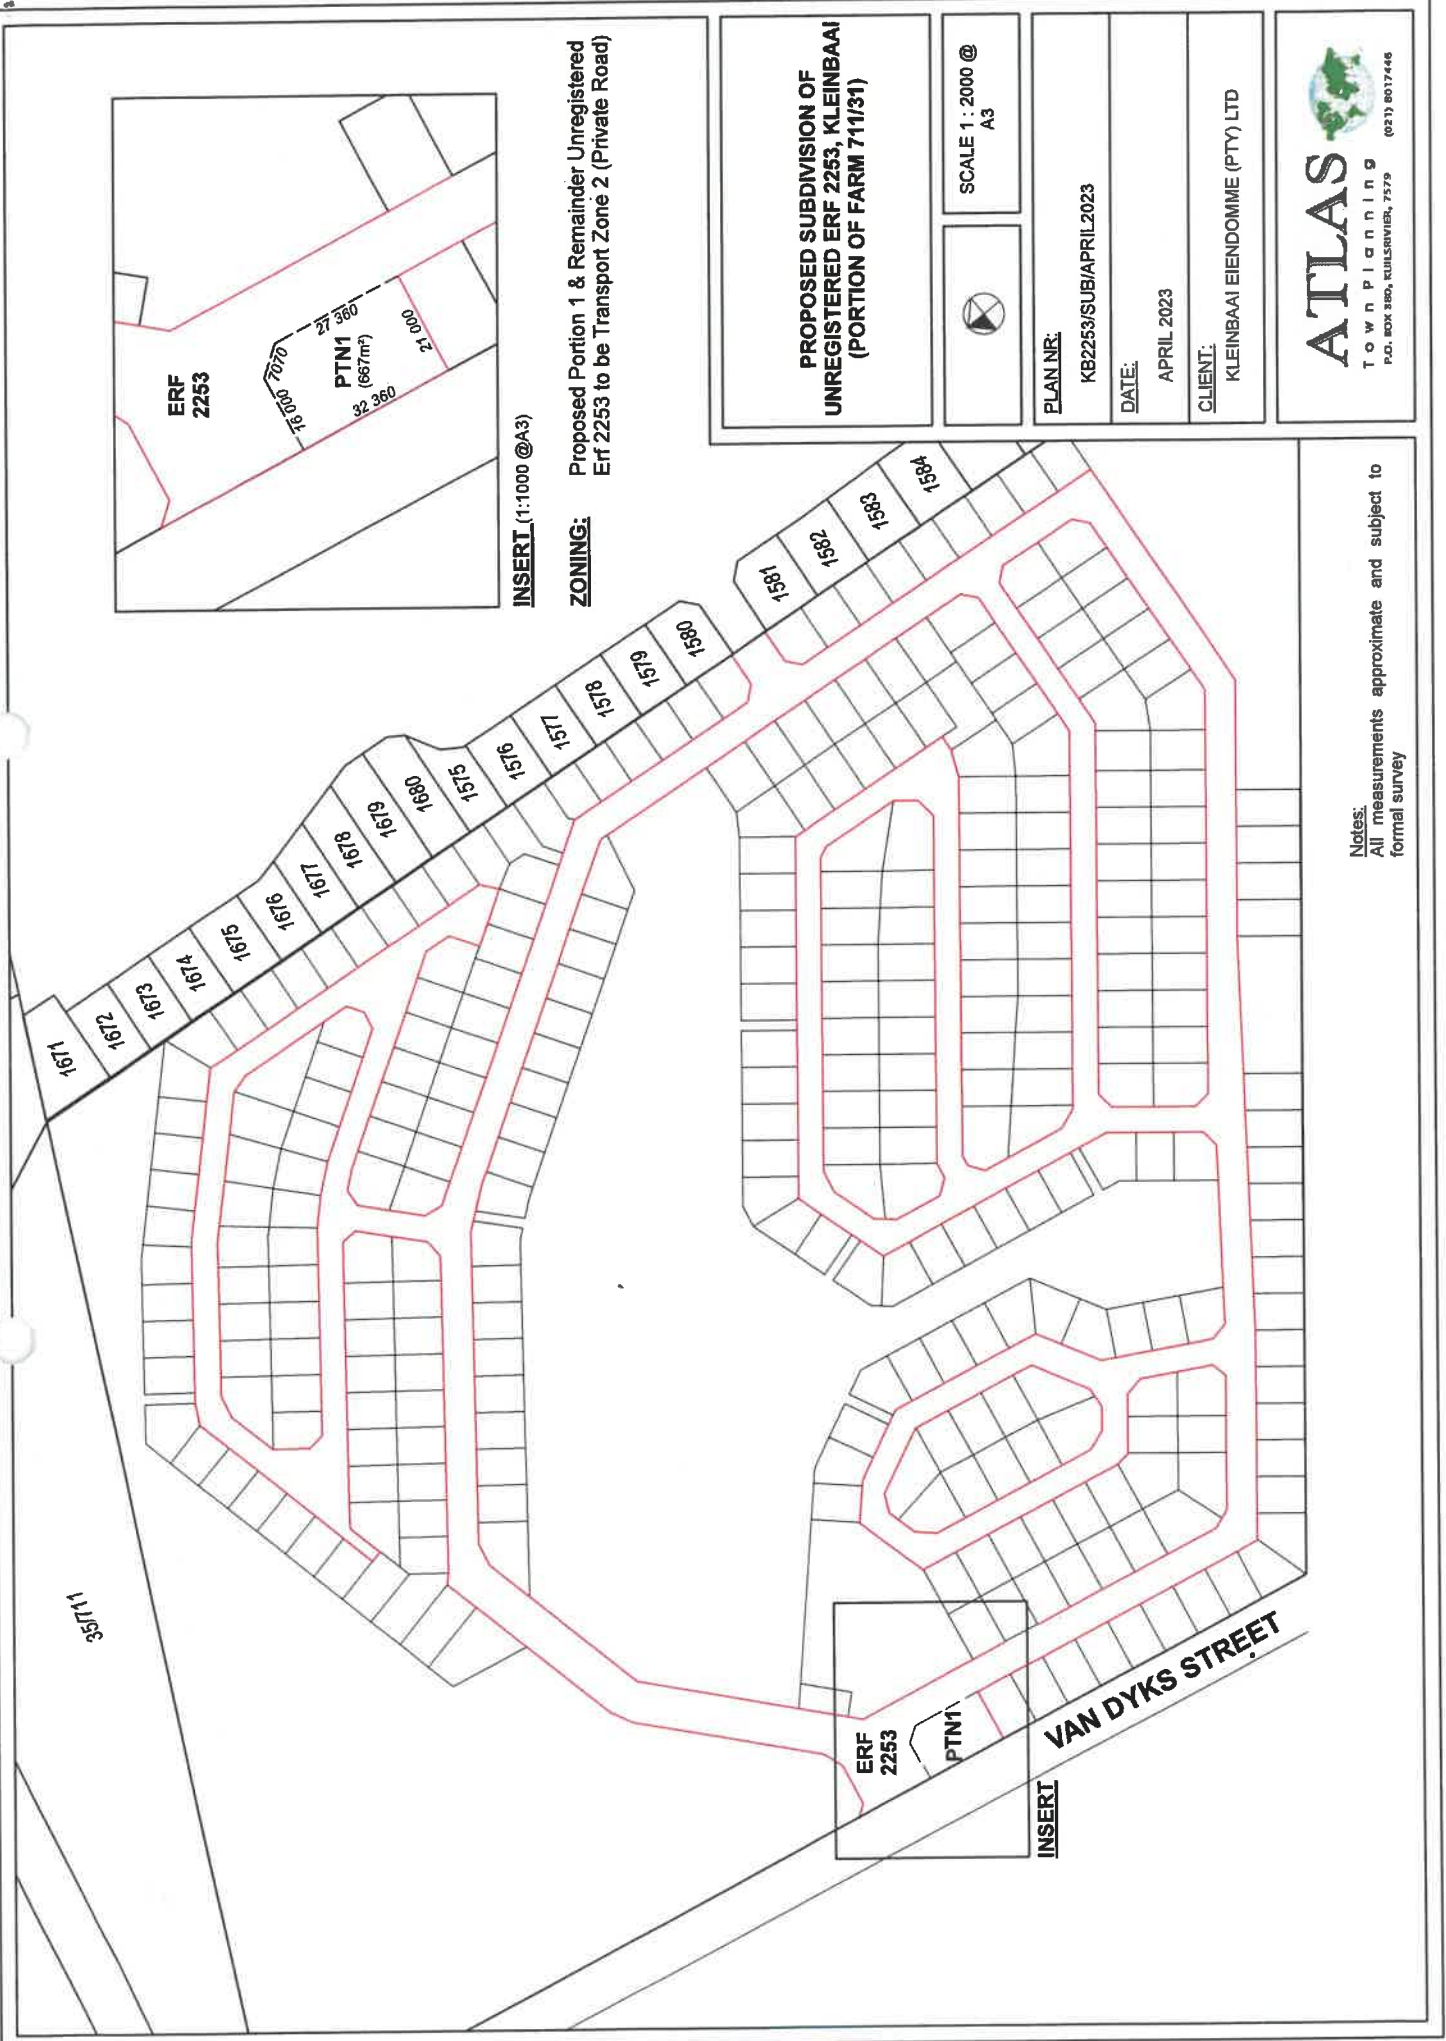 35/711
1671
1672
1673
1674
1675
1676
1677
1678
1679
1680
1575
1576
1577
1578
1579
1580
1581
1582
1583
1584
ERF
2253
PTN1
VAN DYKS STREET
INSERT
ERF
2253
16 000
7070
27 360
PTN1
(667m²)
32 360
21 000
INSERT (1:1000 @A3)
ZONING: Proposed Portion 1 & Remainder Unregistered
Erf 2253 to be Transport Zone 2 (Private Road)
PROPOSED SUBDIVISION OF
UNREGISTERED ERF 2253, KLEINBAAI
(PORTION OF FARM 711/31)
SCALE 1 : 2000 @
A3
PLAN NR:
KB2253/SUB/APRIL2023
DATE:
APRIL 2023
CLIENT:
KLEINBAAI EIENDOMME (PTY) LTD
ATLAS
Town Planning
P.O. BOX 380, KUILSRIVIER, 7579 (021) 8017446
Notes:
All measurements approximate and subject to
formal survey